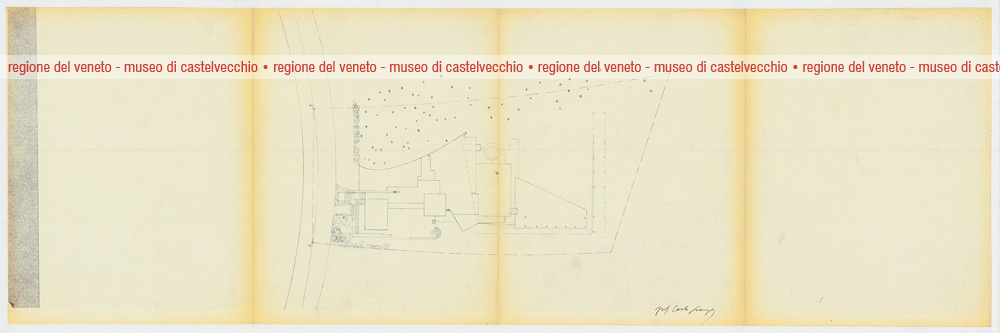 regione del veneto - museo di castelvecchio • regione del veneto - museo di castelvecchio • regione del veneto - museo di castelvecchio • regione del veneto - museo di cast
prof Carlo Scarpa